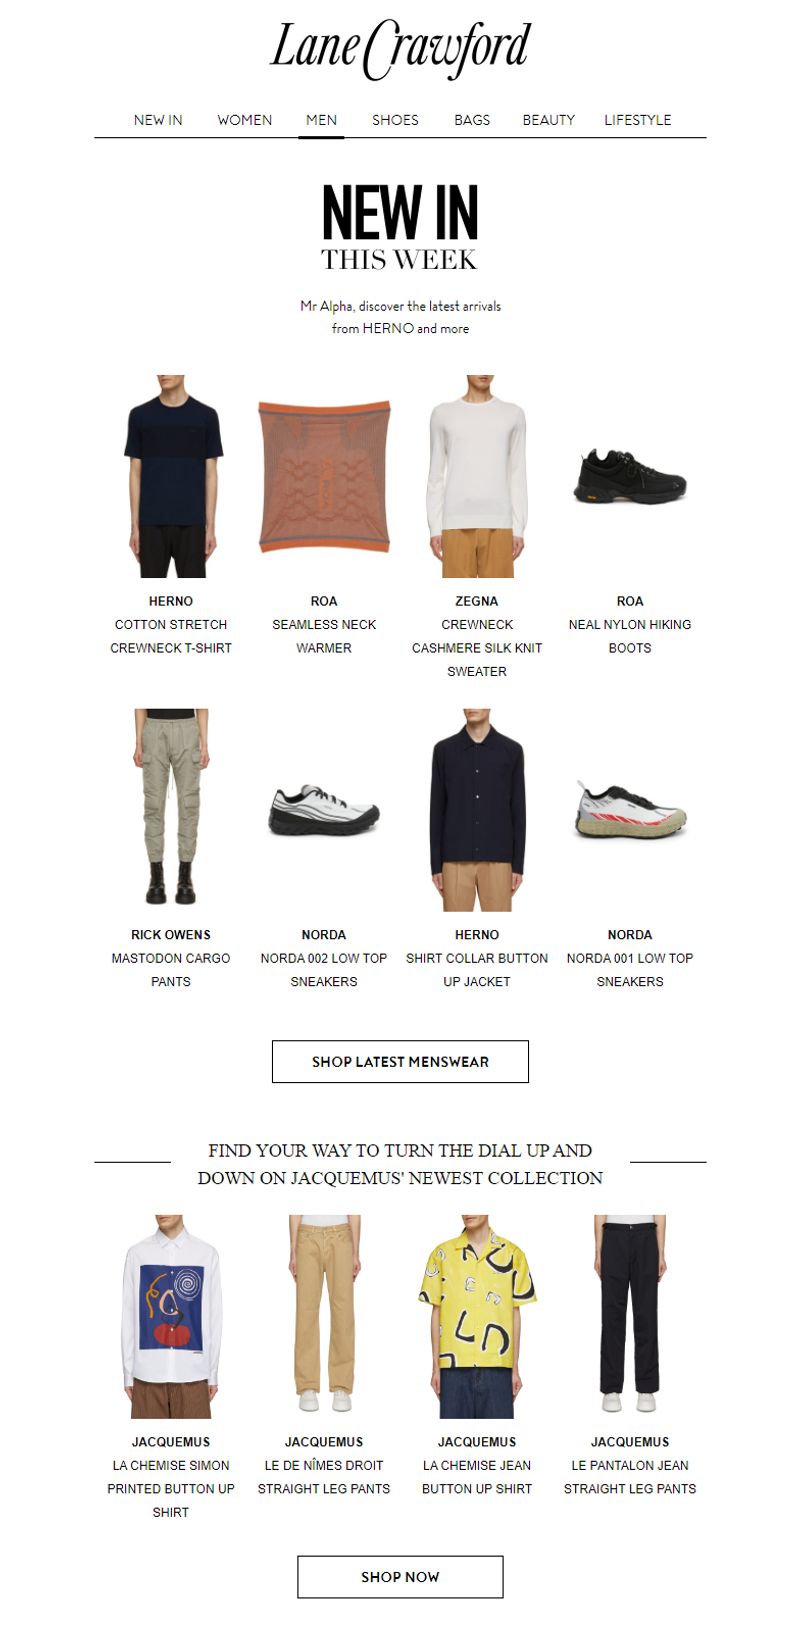 Lane Crawford
NEW IN WOMEN MEN SHOES BAGS BEAUTY LIFESTYLE
NEW IN
THIS WEEK
Mr Alpha, discover the latest arrivals
from HERNO and more
HERNO
COTTON STRETCH
CREWNECK T-SHIRT
ROA
SEAMLESS NECK
WARMER
ZEGNA
CREWNECK
CASHMERE SILK KNIT
SWEATER
ROA
NEAL NYLON HIKING
BOOTS
RICK OWENS
MASTODON CARGO
PANTS
NORDA
NORDA 002 LOW TOP
SNEAKERS
HERNO
SHIRT COLLAR BUTTON
UP JACKET
NORDA
NORDA 001 LOW TOP
SNEAKERS
SHOP LATEST MENSWEAR
FIND YOUR WAY TO TURN THE DIAL UP AND
DOWN ON JACQUEMUS' NEWEST COLLECTION
JACQUEMUS
LA CHEMISE SIMON
PRINTED BUTTON UP
SHIRT
JACQUEMUS
LE DE NÎMES DROIT
STRAIGHT LEG PANTS
JACQUEMUS
LA CHEMISE JEAN
BUTTON UP SHIRT
JACQUEMUS
LE PANTALON JEAN
STRAIGHT LEG PANTS
SHOP NOW